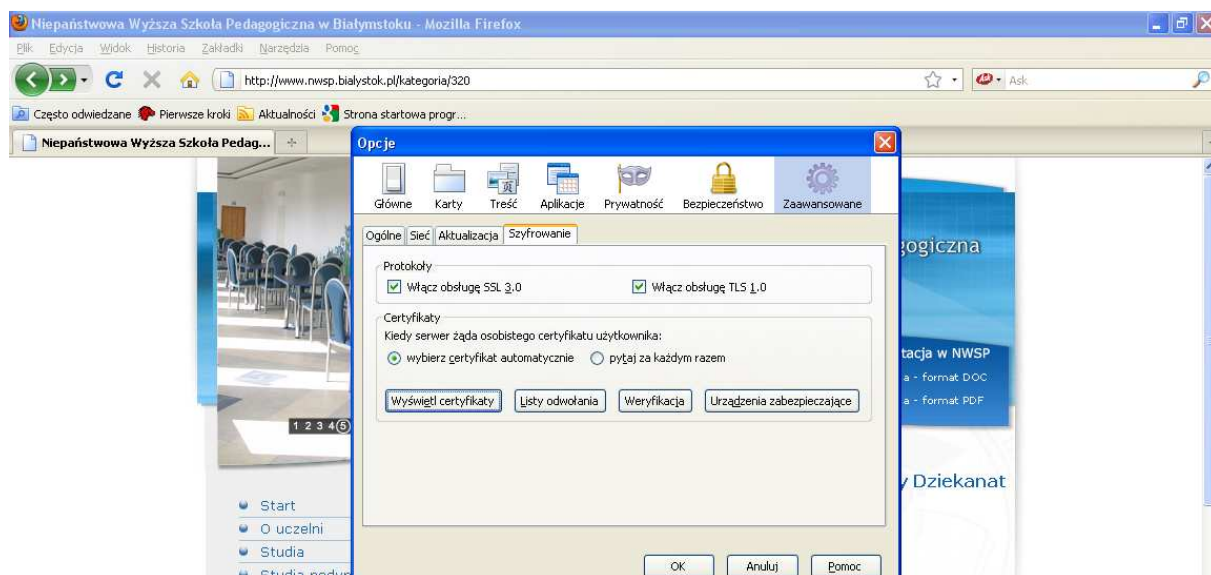 Niepaństwowa Wyższa Szkoła Pedagogiczna w Białymstoku - Mozilla Firefox
Plik Edycja Widok Historia Zakładki Narzędzia Pomoc
http://www.nwsp.bialystok.pl/kategoria/320
Ask
Często odwiedzane Pierwsze kroki Aktualności Strona startowa progr...
Niepaństwowa Wyższa Szkoła Pedag...
Opcje
Główne Karty Treść Aplikacje Prywatność Bezpieczeństwo Zaawansowane
Ogólne Sieć Aktualizacja Szyfrowanie
Protokoły
Włącz obsługę SSL 3.0 Włącz obsługę TLS 1.0
Certyfikaty
Kiedy serwer żąda osobistego certyfikatu użytkownika:
wybierz certyfikat automatycznie pytaj za każdym razem
Wyświetl certyfikaty Listy odwołania Weryfikacja Urządzenia zabezpieczające
OK Anuluj Pomoc
gogiczna
tacja w NWSP
a - format DOC
a - format PDF
1 2 3 4 5
y Dziekanat
Start
O uczelni
Studia
Studia podyp